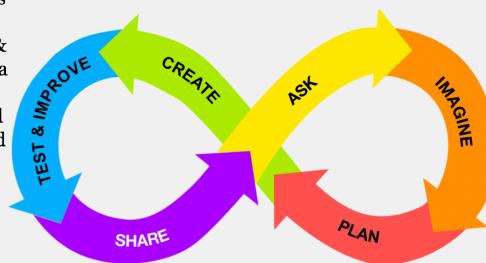 s
&
a
l
d
ASK
IMAGINE
PLAN
CREATE
TEST & IMPROVE
SHARE